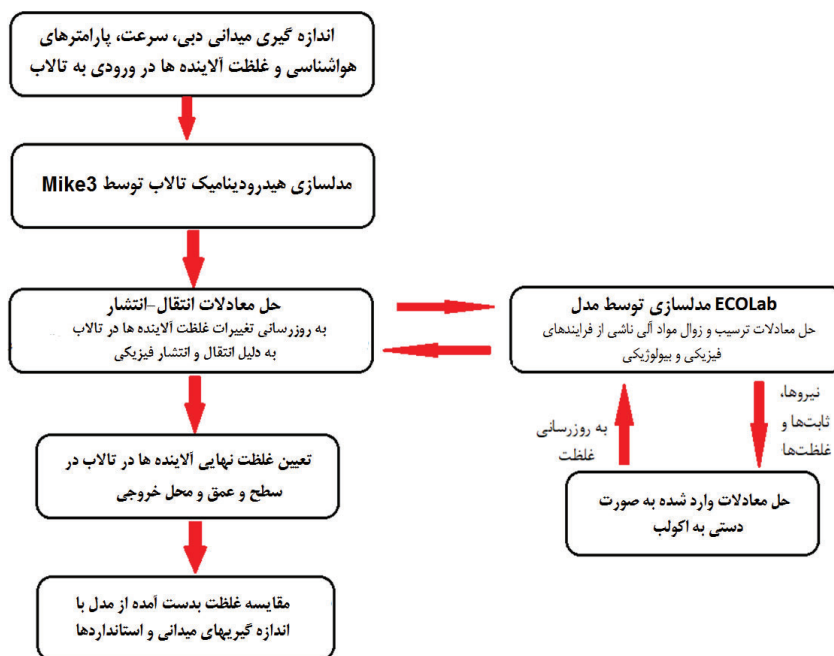 اندازه گیری میدانی دبی، سرعت، پارامترهای
هواشناسی و غلظت آلاینده ها در ورودی به تالاب
مدلسازی هیدرودینامیک تالاب توسط Mike3
حل معادلات انتقال–انتشار
به روزرسانی تغییرات غلظت آلاینده ها در تالاب
به دلیل انتقال و انتشار فیزیکی
ECOLab مدلسازی توسط مدل
حل معادلات ترسیب و زوال مواد آلی ناشی از فرایندهای
فیزیکی و بیولوژیکی
نیروها،
ثابت‌ها و
غلظت‌ها
به روزرسانی
غلظت
حل معادلات وارد شده به صورت
دستی به اکولب
تعیین غلظت نهایی آلاینده ها در تالاب در
سطح و عمق و محل خروجی
مقایسه غلظت بدست آمده از مدل با
اندازه گیریهای میدانی و استانداردها